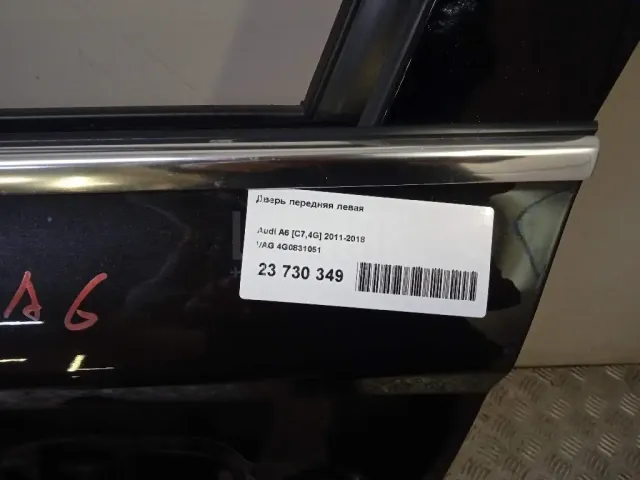 Дверь передняя левая
Audi A6 [C7,4G] 2011-2018
VAG 4G0831051
23 730 349
A6